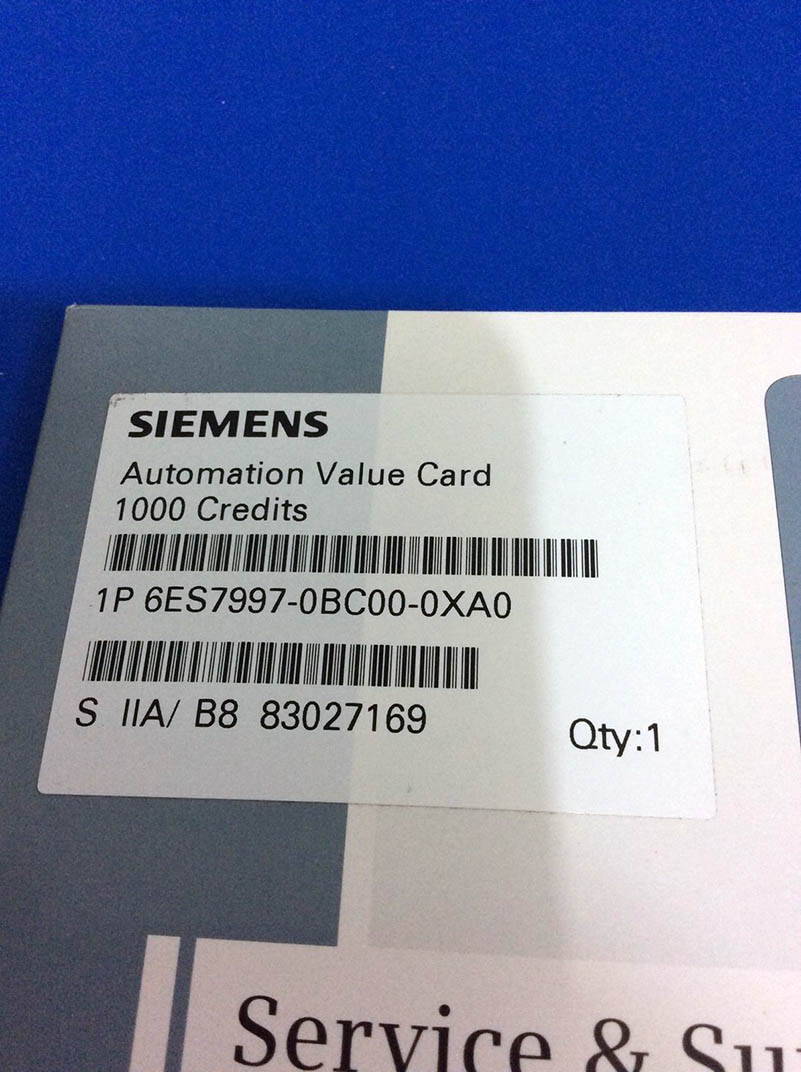 SIEMENS
Automation Value Card
1000 Credits
1P 6ES7997-0BC00-0XA0
S IIA/ B8 83027169
Qty:1
Service & Su